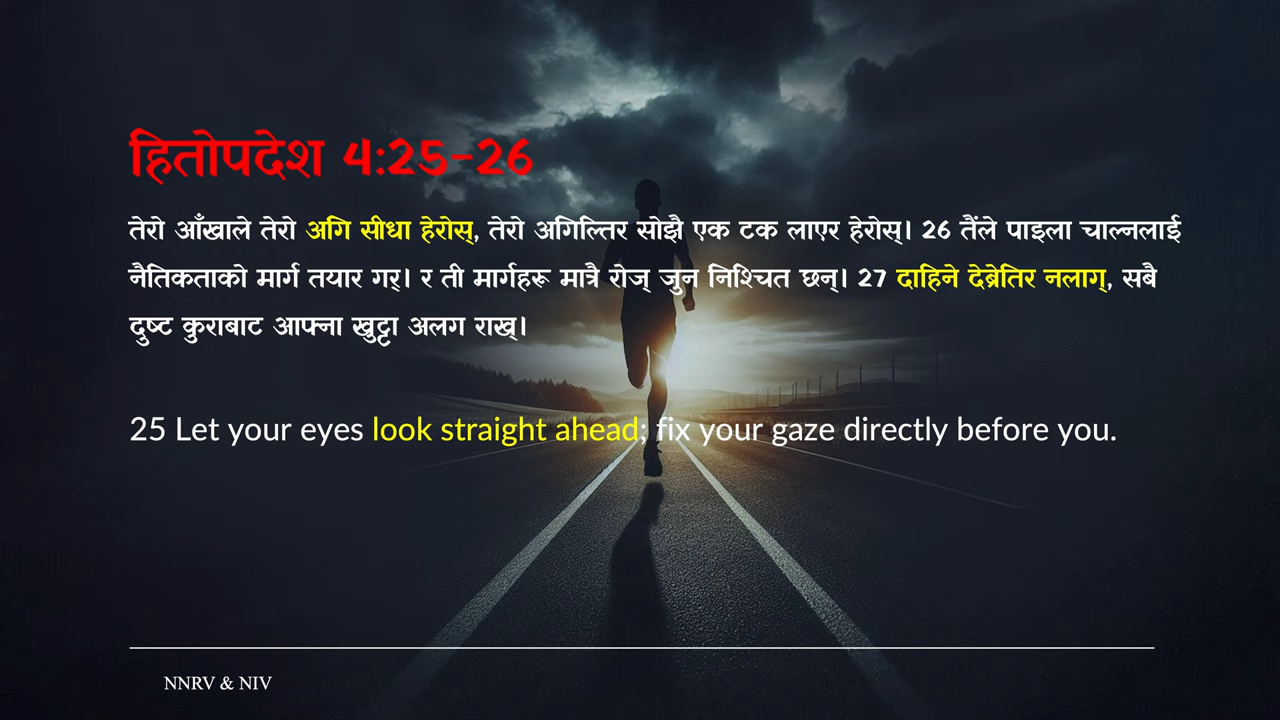 हितोपदेश 4:25-26
तेरो आँखाले तेरो अगि सीधा हेरोस्, तेरो अगिल्तिर सोझै एक टक लाएर हेरोस्। 26 तैंले पाइला चाल्नलाई
नैतिकताको मार्ग तयार गर्। र ती मार्गहरू मात्रै रोज् जुन निश्चित छन्। 27 दाहिने देब्रेतिर नलाग्, सबै
दुष्ट कुराबाट आफ्ना खुट्टा अलग राख्।
25 Let your eyes look straight ahead; fix your gaze directly before you.
NNRV & NIV